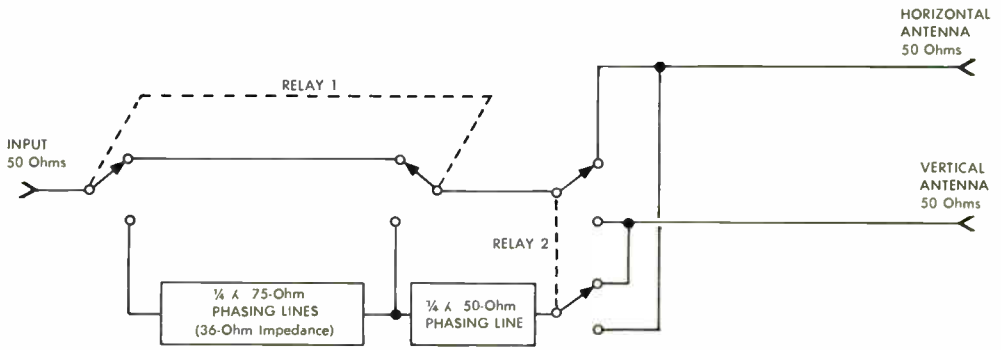 HORIZONTAL
ANTENNA
50 Ohms
RELAY 1
INPUT
50 Ohms
VERTICAL
ANTENNA
50 Ohms
RELAY 2
¼ λ 75-Ohm
PHASING LINES
(36-Ohm Impedance)
¼ λ 50-Ohm
PHASING LINE